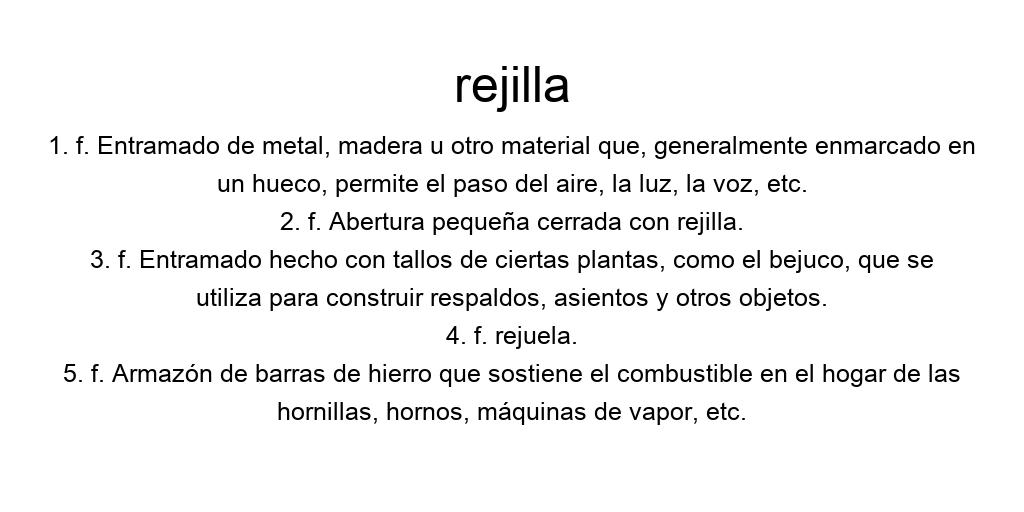 rejilla
1. f. Entramado de metal, madera u otro material que, generalmente enmarcado en
un hueco, permite el paso del aire, la luz, la voz, etc.
2. f. Abertura pequeña cerrada con rejilla.
3. f. Entramado hecho con tallos de ciertas plantas, como el bejuco, que se
utiliza para construir respaldos, asientos y otros objetos.
4. f. rejuela.
5. f. Armazón de barras de hierro que sostiene el combustible en el hogar de las
hornillas, hornos, máquinas de vapor, etc.